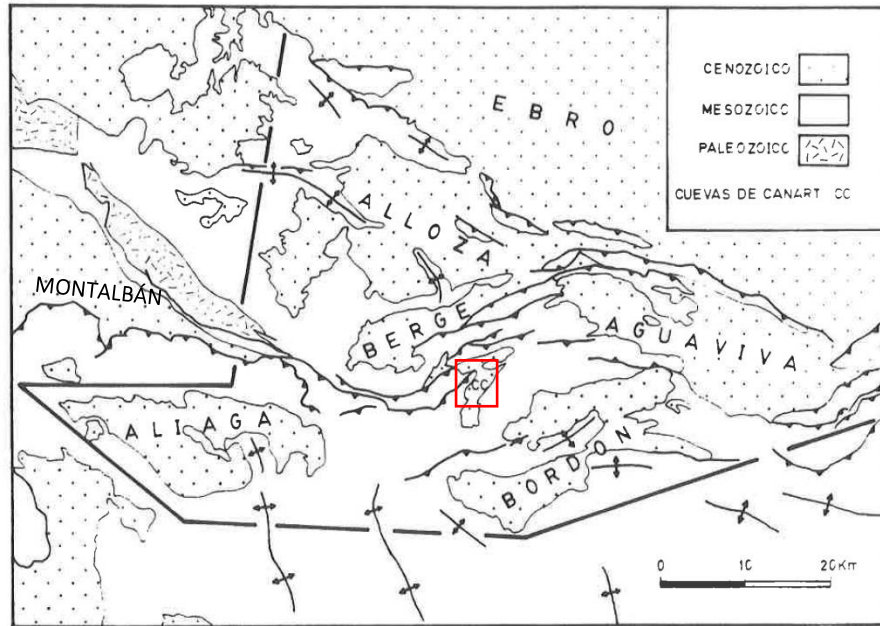 CENOZOICO
MESOZOICO
PALEOZOICO
CUEVAS DE CANART CC
EBRO
ALLOZA
MONTALBÁN
BERGE
AGUAVIVA
CC
ALIAGA
BORDON
0 10 20Km